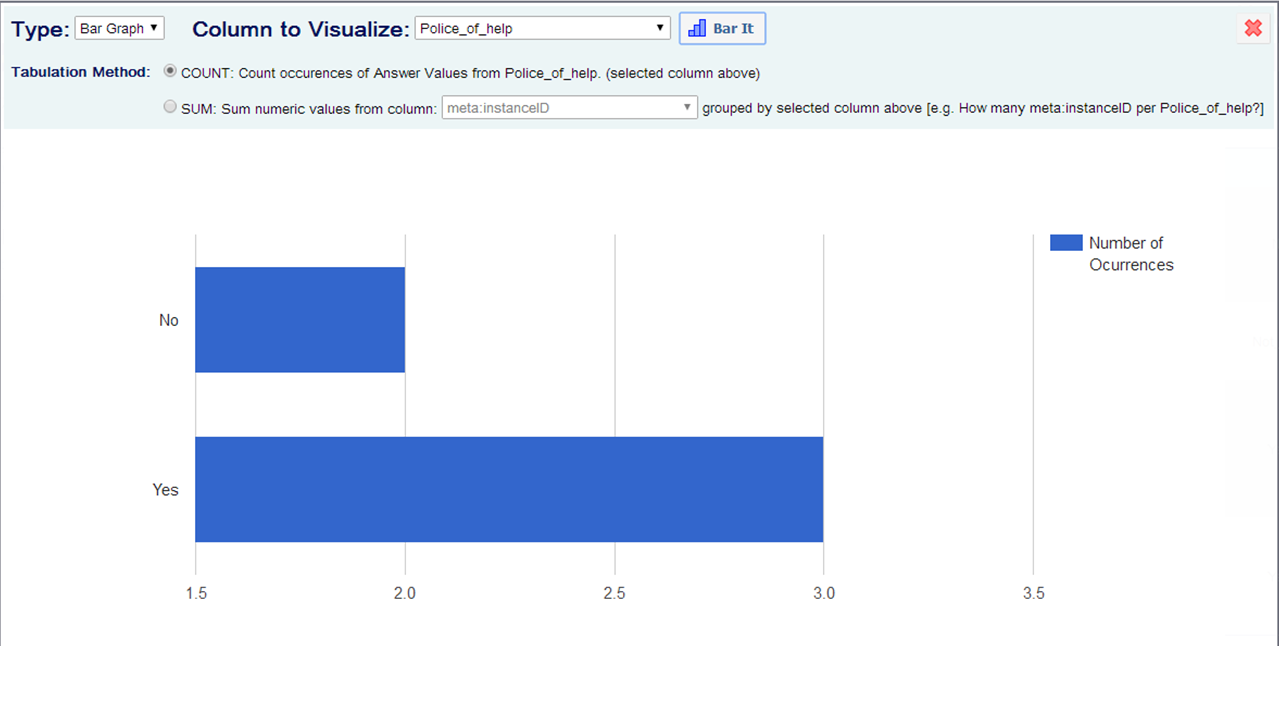 Type: Bar Graph Column to Visualize: Police_of_help Bar It
Tabulation Method: COUNT: Count occurences of Answer Values from Police_of_help. (selected column above)
SUM: Sum numeric values from column: meta:instanceID grouped by selected column above [e.g. How many meta:instanceID per Police_of_help?]
Number of
Ocurrences
No
Yes
1.5 2.0 2.5 3.0 3.5